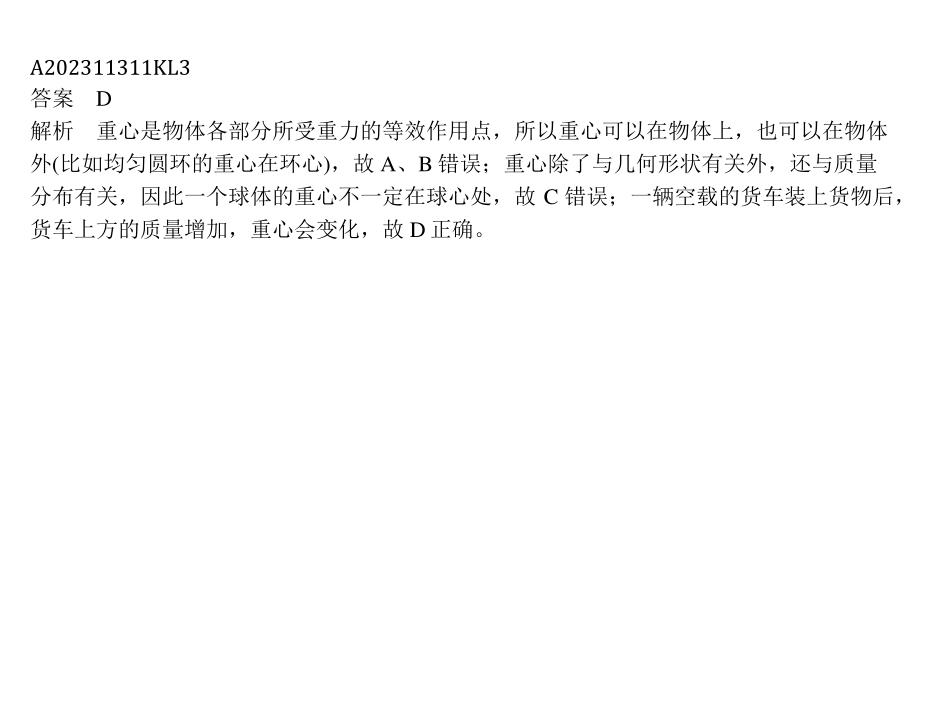 A202311311KL3
答案　D
解析　重心是物体各部分所受重力的等效作用点，所以重心可以在物体上，也可以在物体
外(比如均匀圆环的重心在环心)，故 A、B 错误；重心除了与几何形状有关外，还与质量
分布有关，因此一个球体的重心不一定在球心处，故 C 错误；一辆空载的货车装上货物后，
货车上方的质量增加，重心会变化，故 D 正确。